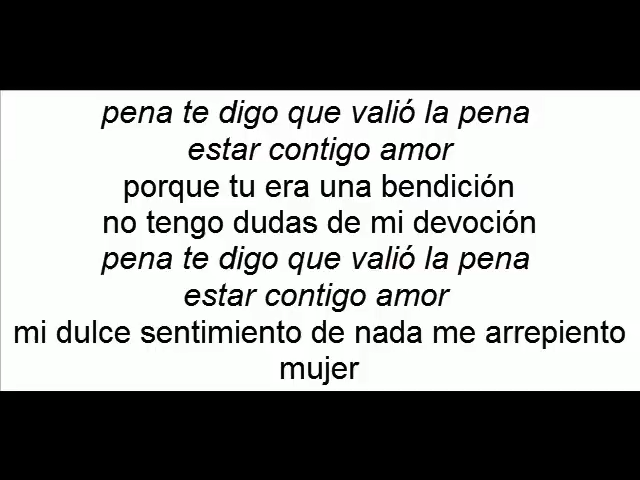 pena te digo que valió la pena
estar contigo amor
porque tu era una bendición
no tengo dudas de mi devoción
pena te digo que valió la pena
estar contigo amor
mi dulce sentimiento de nada me arrepiento
mujer